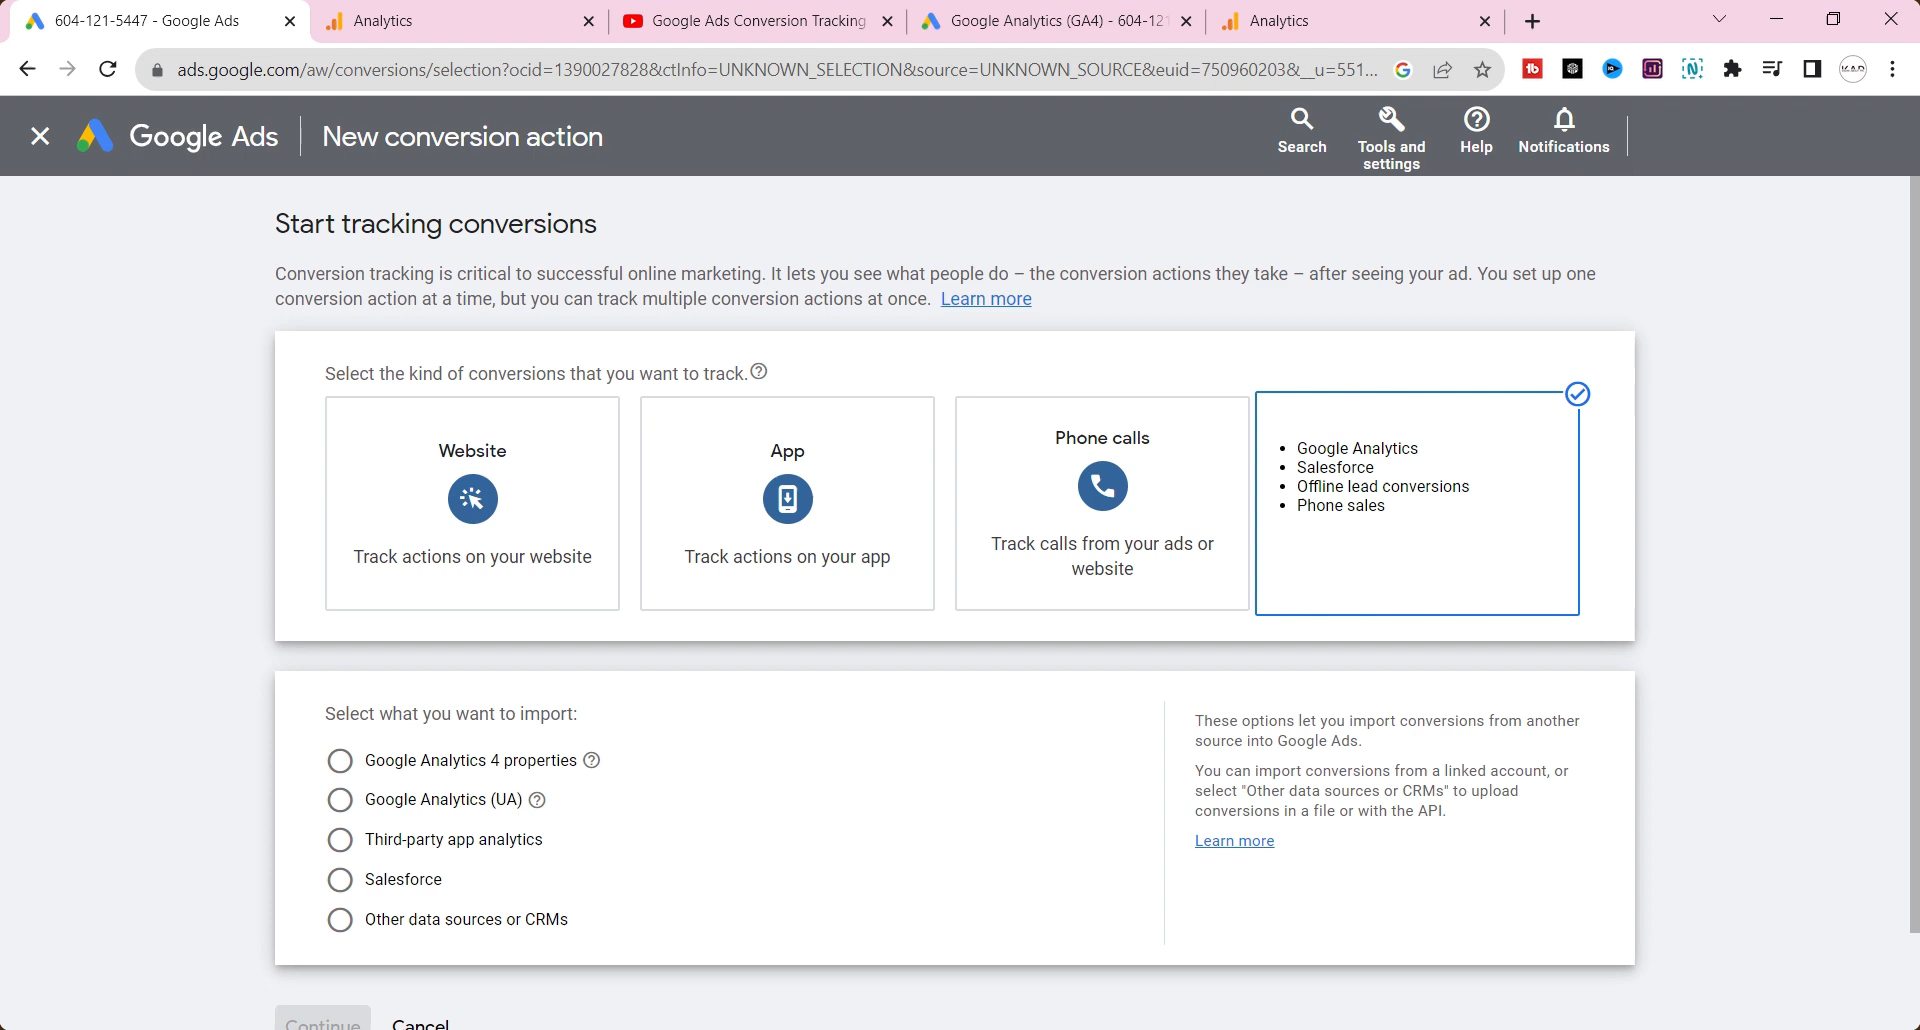 604-121-5447 - Google Ads
Analytics
Google Ads Conversion Tracking
Google Analytics (GA4) - 604-121
Analytics
ads.google.com/aw/conversions/selection?ocid=1390027828&ctInfo=UNKNOWN_SELECTION&source=UNKNOWN_SOURCE&euid=750960203&__u=551...
Google Ads
New conversion action
Search
Tools and
settings
Help
Notifications
Start tracking conversions
Conversion tracking is critical to successful online marketing. It lets you see what people do – the conversion actions they take – after seeing your ad. You set up one
conversion action at a time, but you can track multiple conversion actions at once. Learn more
Select the kind of conversions that you want to track.
Website
Track actions on your website
App
Track actions on your app
Phone calls
Track calls from your ads or
website
• Google Analytics
• Salesforce
• Offline lead conversions
• Phone sales
Select what you want to import:
Google Analytics 4 properties
Google Analytics (UA)
Third-party app analytics
Salesforce
Other data sources or CRMs
These options let you import conversions from another
source into Google Ads.
You can import conversions from a linked account, or
select "Other data sources or CRMs" to upload
conversions in a file or with the API.
Learn more
Continue
Cancel